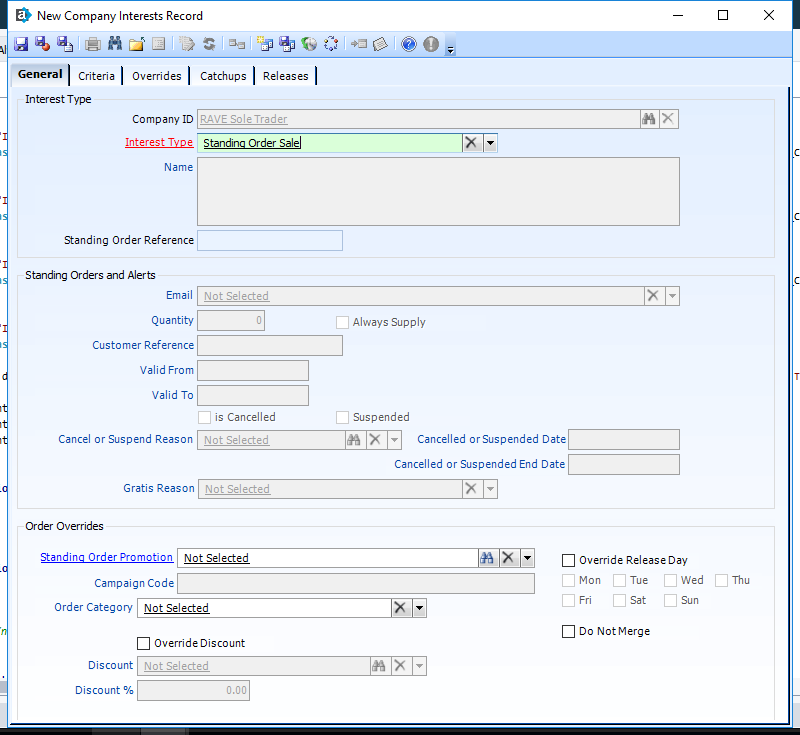 New Company Interests Record
General Criteria Overrides Catchups Releases
Interest Type
Company ID RAVE Sole Trader
Interest Type Standing Order Sale
Name
Standing Order Reference
Standing Orders and Alerts
Email Not Selected
Quantity 0 Always Supply
Customer Reference
Valid From
Valid To
is Cancelled Suspended
Cancel or Suspend Reason Not Selected Cancelled or Suspended Date
Cancelled or Suspended End Date
Gratis Reason Not Selected
Order Overrides
Standing Order Promotion Not Selected Override Release Day
Campaign Code Mon Tue Wed Thu
Order Category Not Selected Fri Sat Sun
Do Not Merge
Override Discount
Discount Not Selected
Discount % 0.00